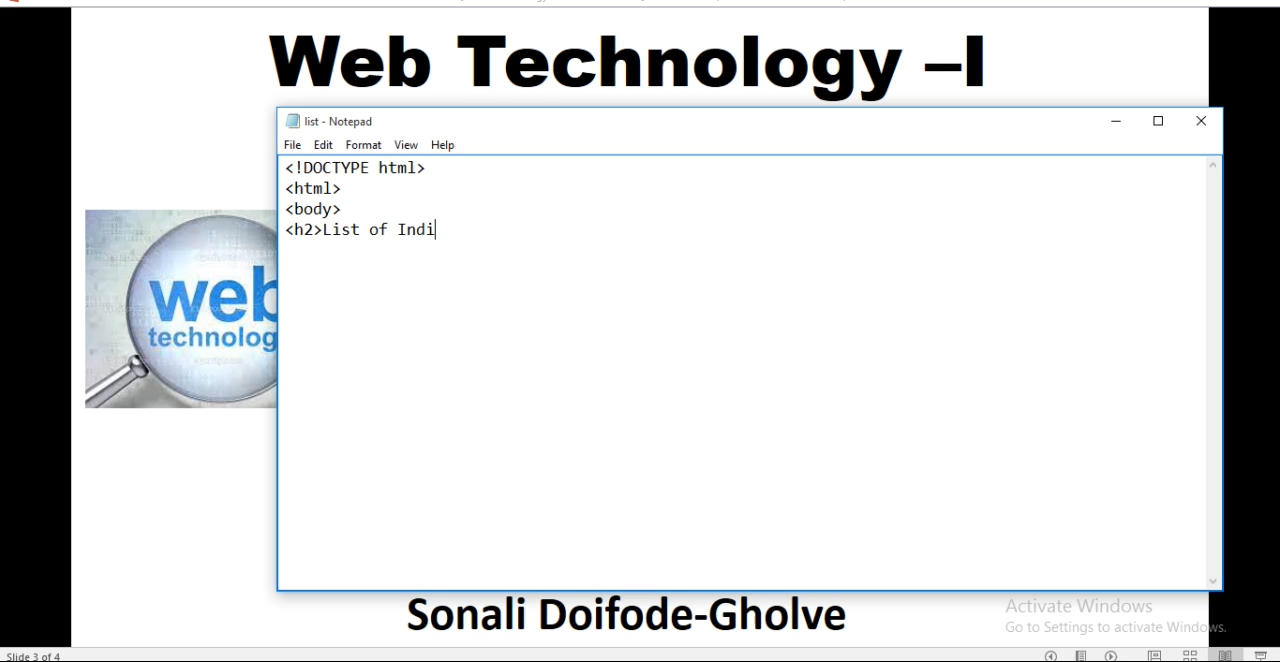 Web Technology –I
list - Notepad
File Edit Format View Help
<!DOCTYPE html>
<html>
<body>
<h2>List of Indi
web
technolog
Sonali Doifode-Gholve
Activate Windows
Go to Settings to activate Windows.
Slide 3 of 4